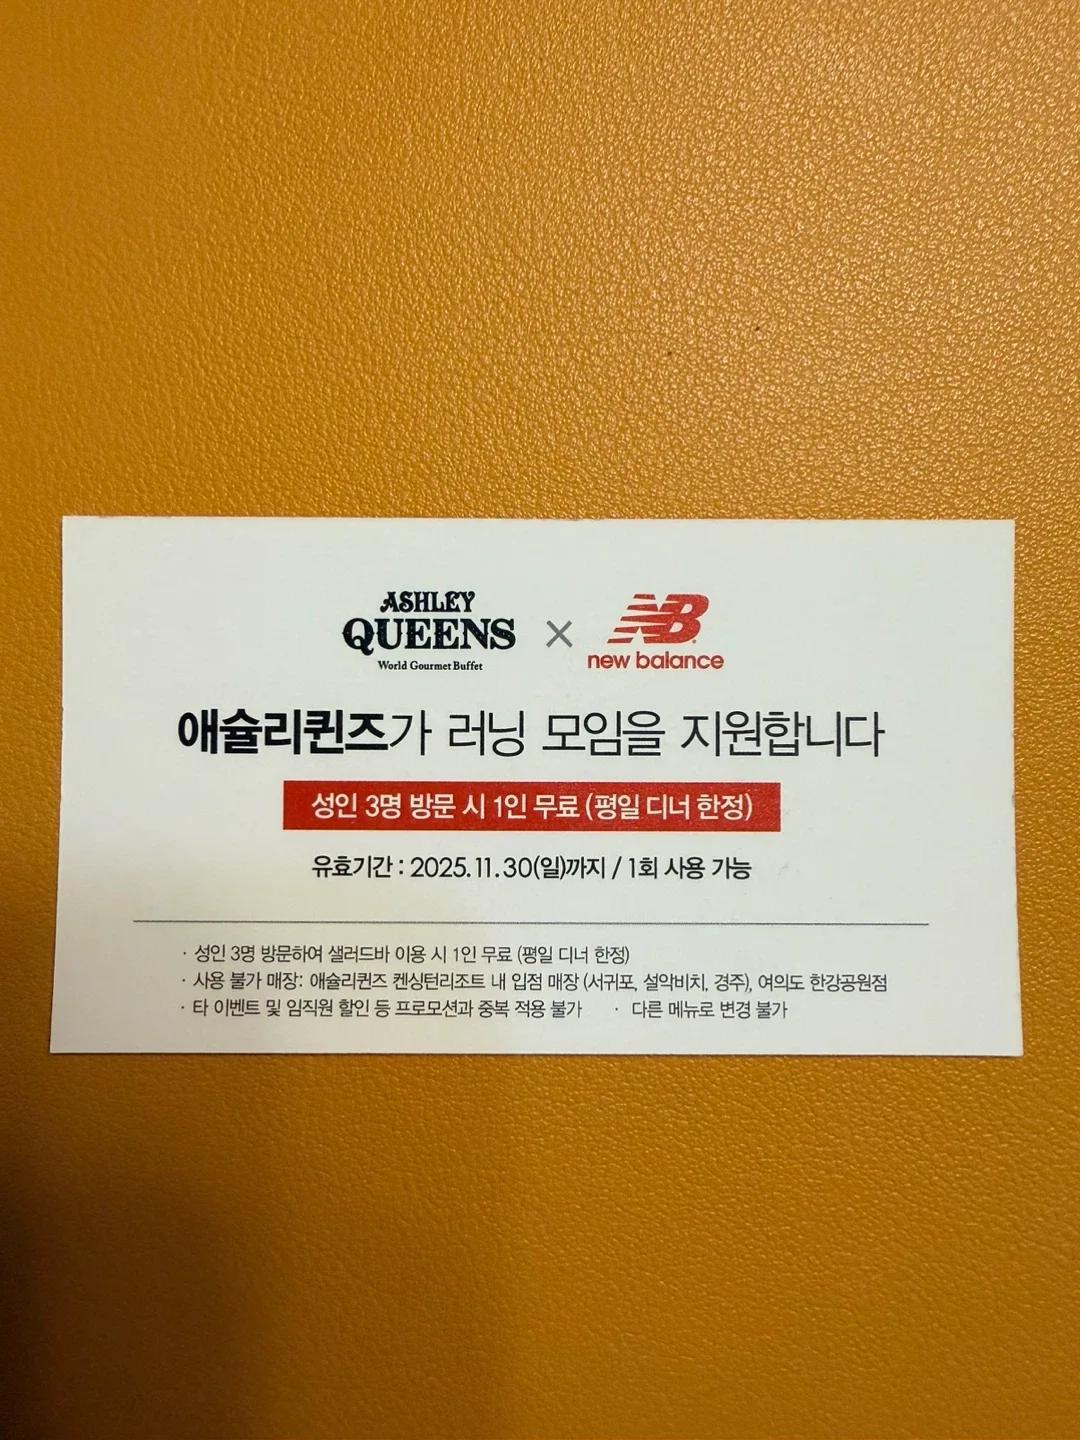 ASHLEY
QUEENS
World Gourmet Buffet
×
NB
new balance
애슐리퀸즈가 러닝 모임을 지원합니다
성인 3명 방문 시 1인 무료 (평일 디너 한정)
유효기간 : 2025.11.30(일)까지 / 1회 사용 가능
· 성인 3명 방문하여 샐러드바 이용 시 1인 무료 (평일 디너 한정)
· 사용 불가 매장: 애슐리퀸즈 켄싱턴리조트 내 입점 매장 (서귀포, 설악비치, 경주), 여의도 한강공원점
· 타 이벤트 및 임직원 할인 등 프로모션과 중복 적용 불가 · 다른 메뉴로 변경 불가